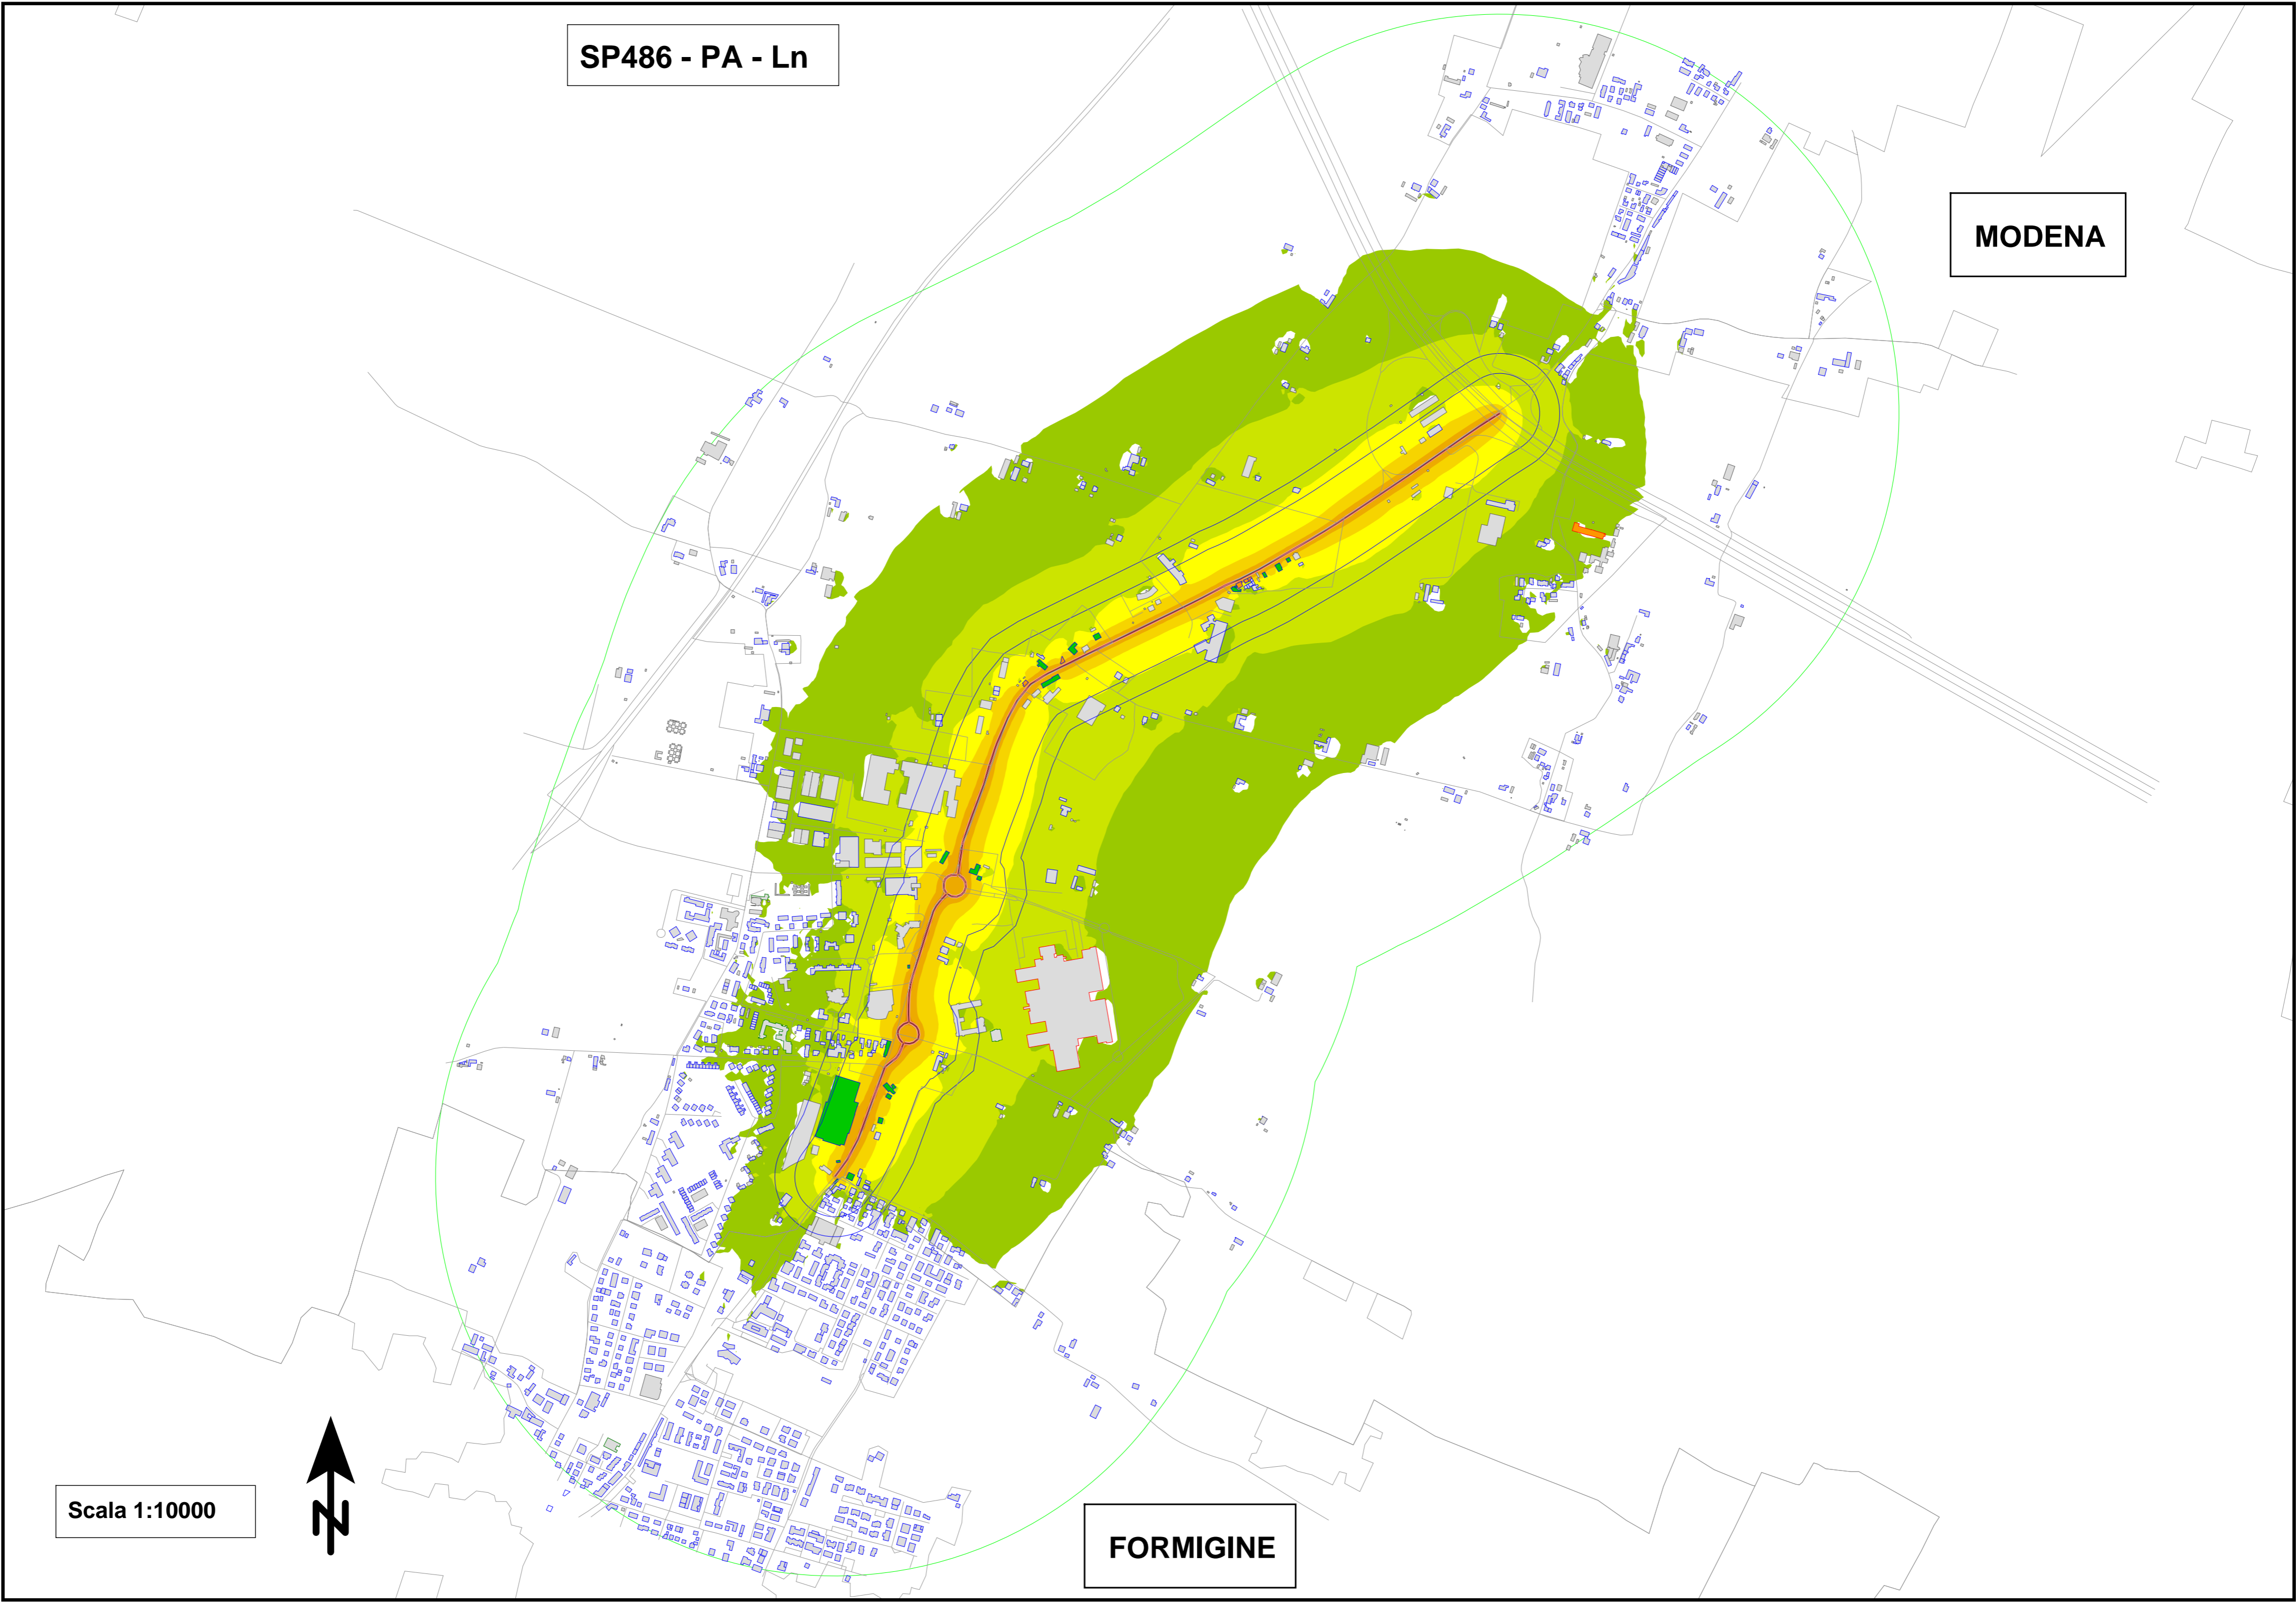 SP486 - PA - Ln
MODENA
Scala 1:10000
N
FORMIGINE